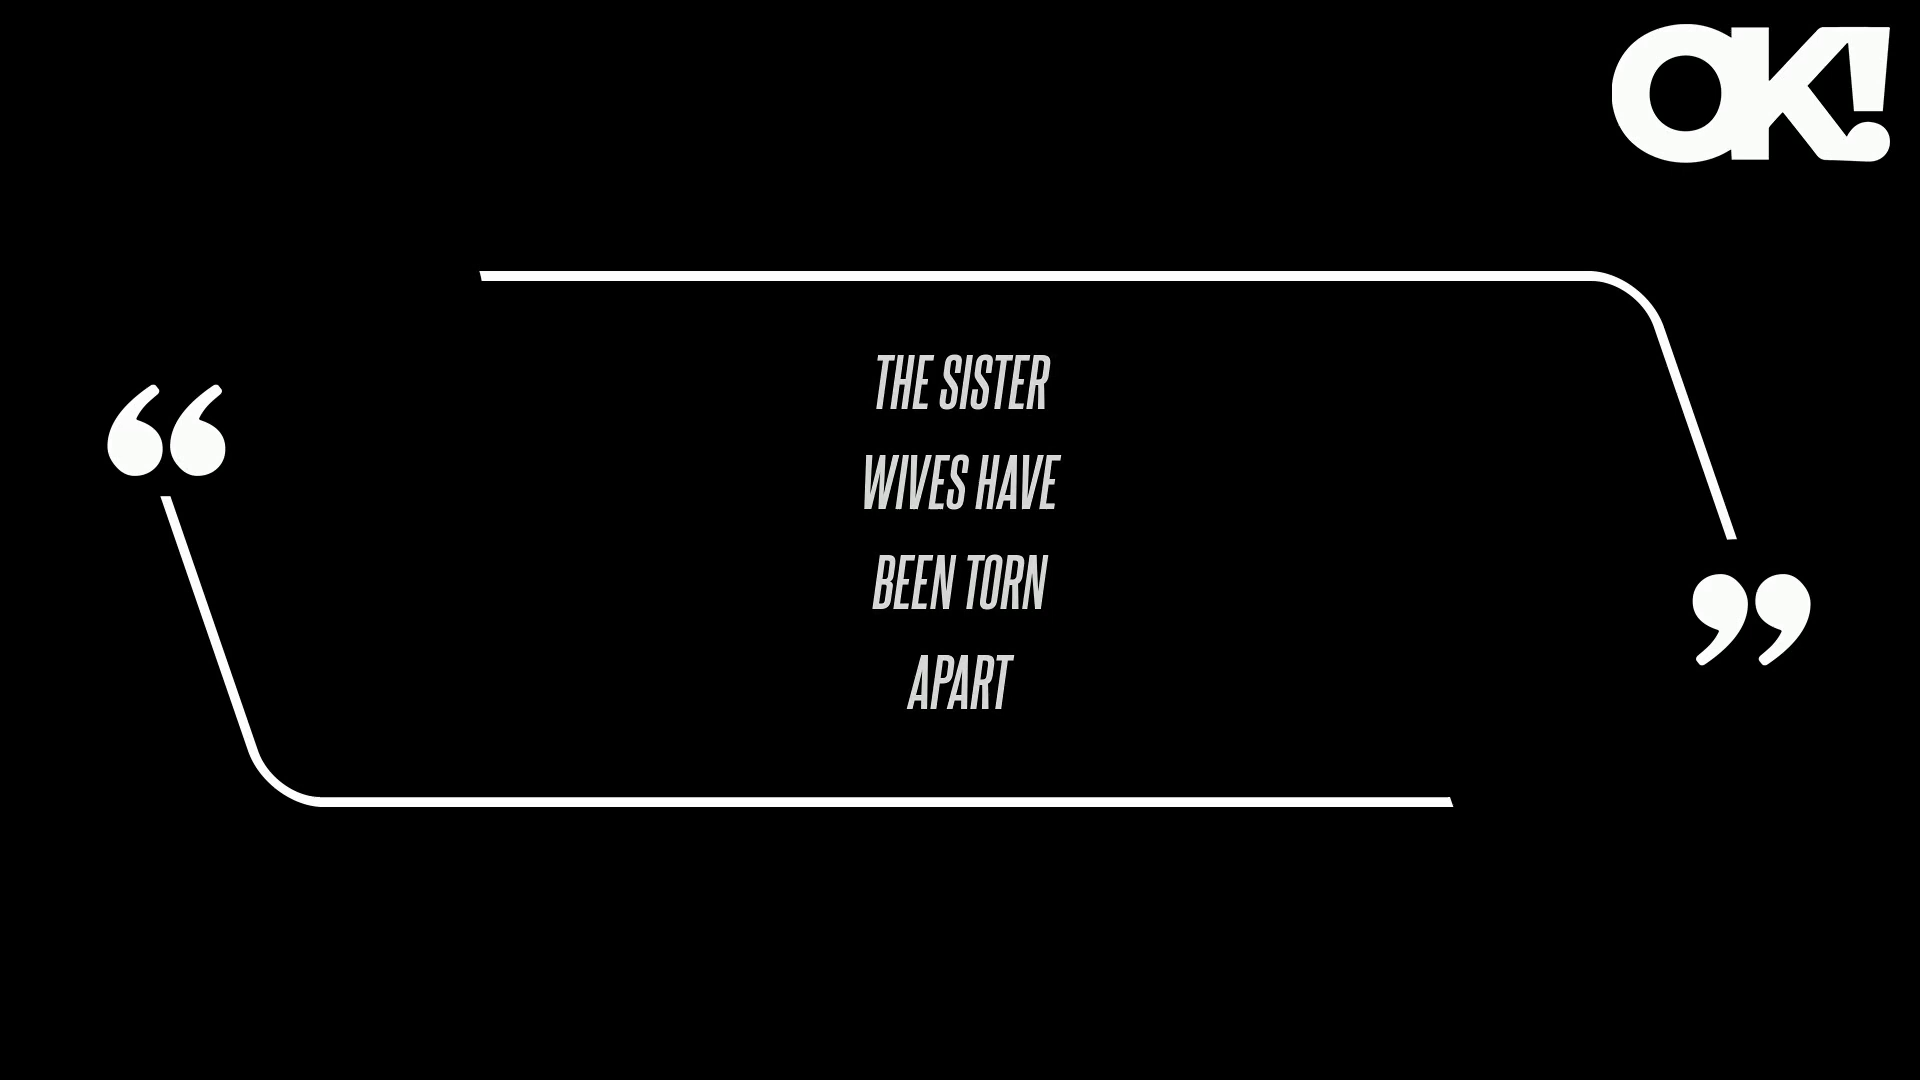 OK!
“
THE SISTER
WIVES HAVE
BEEN TORN
APART
”